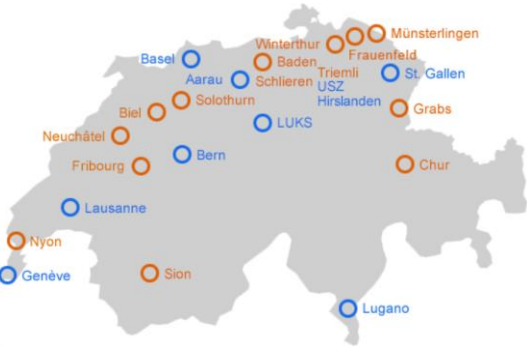 Münsterlingen
Winterthur
Frauenfeld
Basel
Baden
Triemli
St. Gallen
Aarau
Schlieren
USZ
Hirslanden
Solothurn
Biel
Grabs
LUKS
Neuchâtel
Bern
Fribourg
Chur
Lausanne
Nyon
Genève
Sion
Lugano